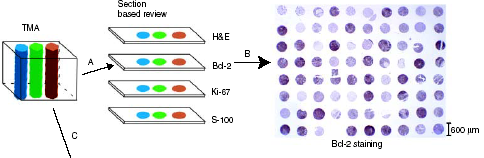 Section
based review
TMA
H&E
A
Bcl-2
B
Ki-67
S-100
C
600 µm
Bcl-2 staining